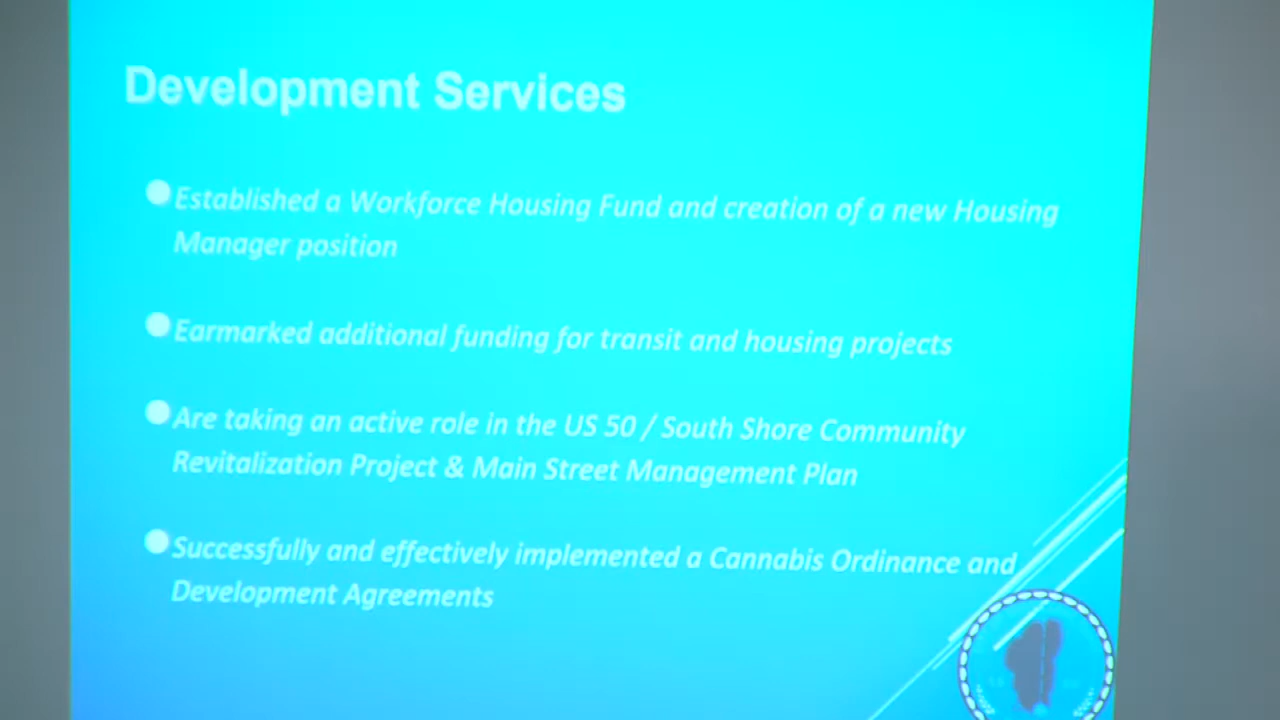 Development Services
Established a Workforce Housing Fund and creation of a new Housing
Manager position
Earmarked additional funding for transit and housing projects
Are taking an active role in the US 50 / South Shore Community
Revitalization Project & Main Street Management Plan
Successfully and effectively implemented a Cannabis Ordinance and
Development Agreements